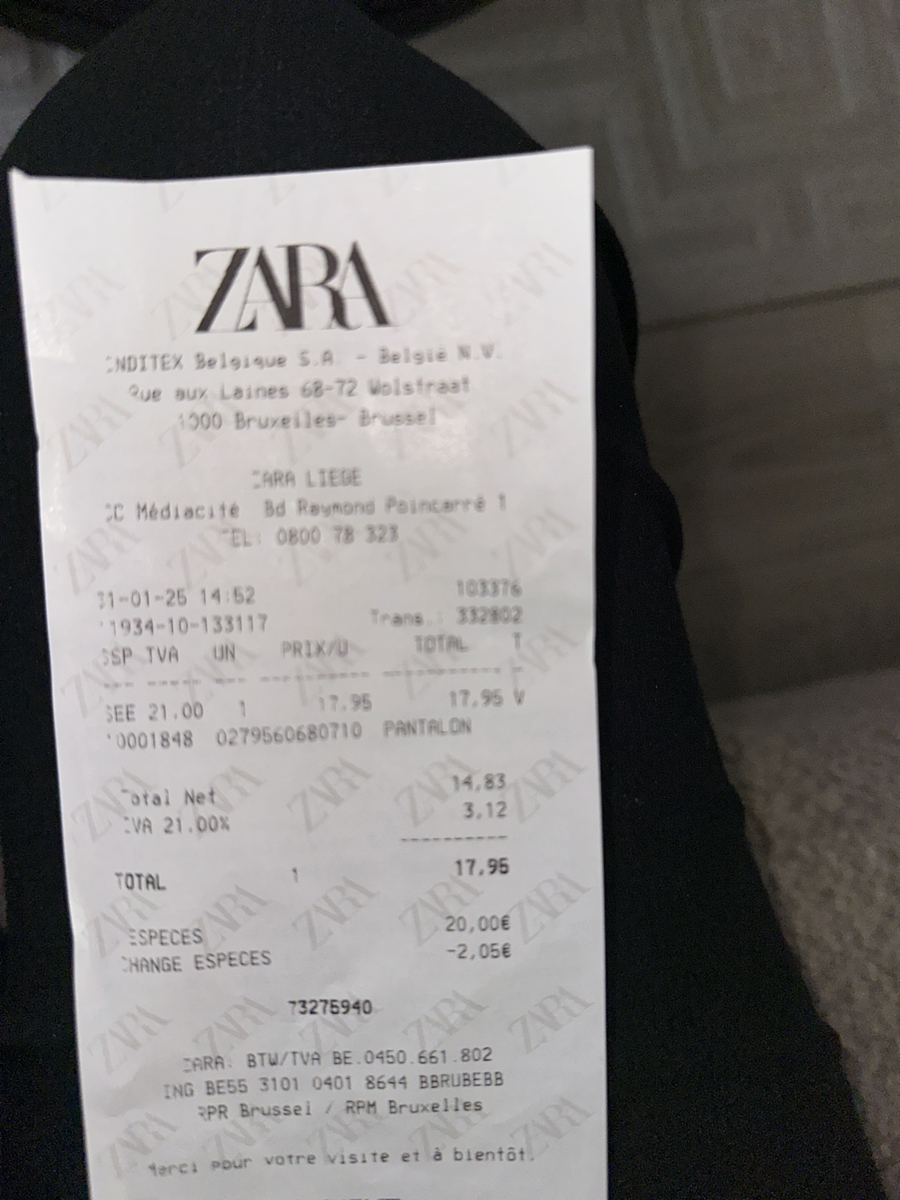 ZARA
INDITEX Belgique S.A. - België N.V.
Rue aux Laines 68-72 Wolstraat
1000 Bruxelles- Brussel
ZARA LIEGE
CC Médiacité Bd Raymond Poincarré 1
TEL: 0800 78 323
31-01-25 14:52 103376
11934-10-133117 Trans.: 332802
DSP TVA UN PRIX/U TOTAL T
SEE 21.00 1 17,95 17,95 V
*0001848 0279560680710 PANTALON
Total Net 14,83
IVA 21.00% 3,12
TOTAL 1 17,95
ESPECES 20,00€
CHANGE ESPECES -2,05€
73275940
ZARA: BTW/TVA BE.0450.661.802
ING BE55 3101 0401 8644 BBRUBEBB
RPR Brussel / RPM Bruxelles
Merci pour votre visite et à bientôt.